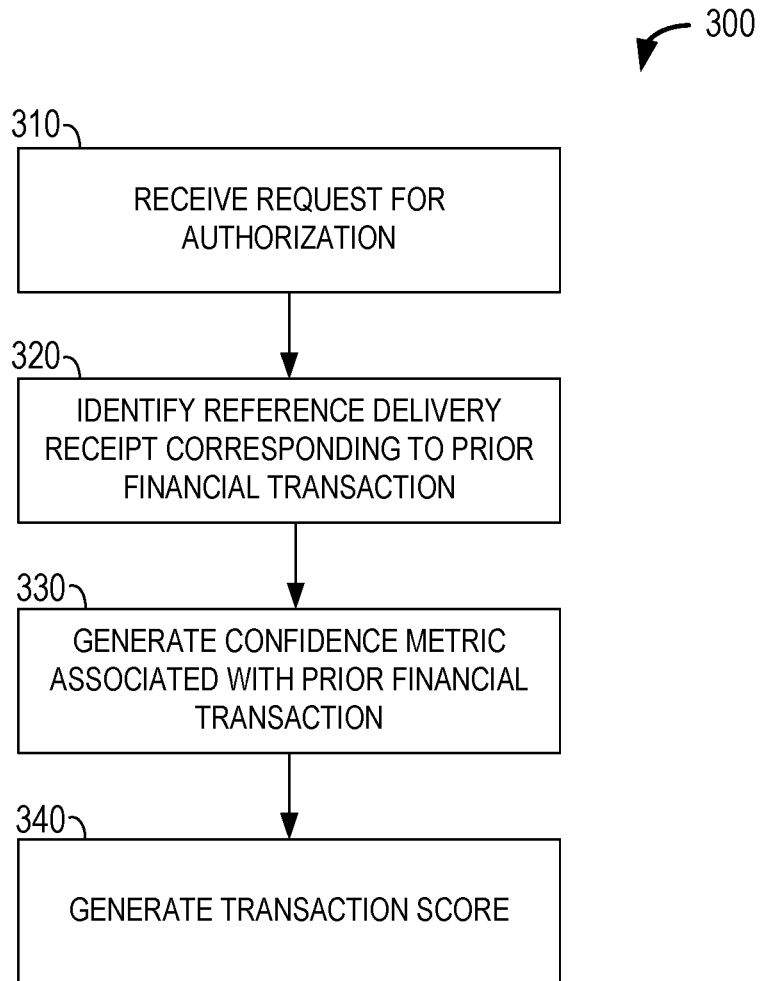 300
310
RECEIVE REQUEST FOR
AUTHORIZATION
320
IDENTIFY REFERENCE DELIVERY
RECEIPT CORRESPONDING TO PRIOR
FINANCIAL TRANSACTION
330
GENERATE CONFIDENCE METRIC
ASSOCIATED WITH PRIOR FINANCIAL
TRANSACTION
340
GENERATE TRANSACTION SCORE